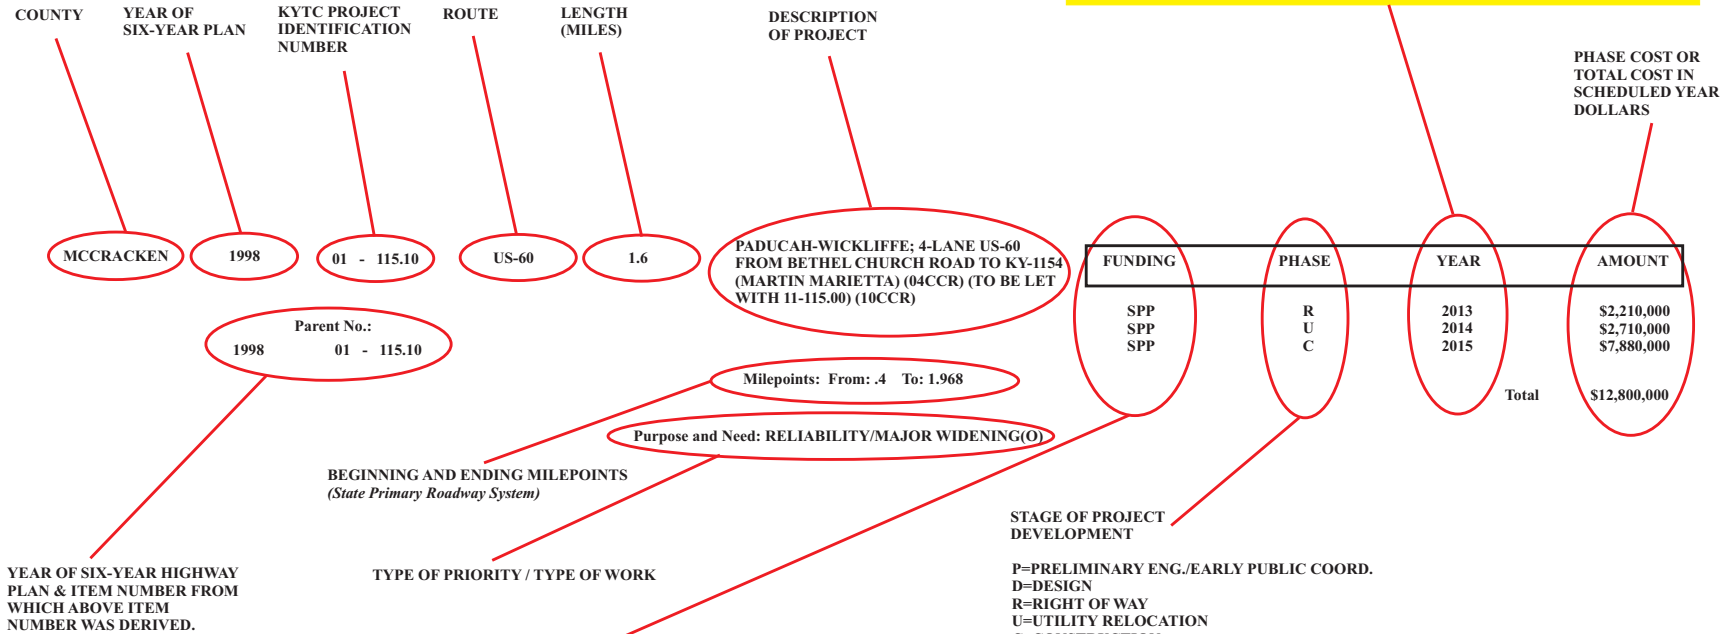 COUNTY
YEAR OF
SIX-YEAR PLAN
KYTC PROJECT
IDENTIFICATION
NUMBER
ROUTE
LENGTH
(MILES)
DESCRIPTION
OF PROJECT
PHASE COST OR
TOTAL COST IN
SCHEDULED YEAR
DOLLARS
MCCRACKEN
1998
01 - 115.10
US-60
1.6
PADUCAH-WICKLIFFE; 4-LANE US-60
FROM BETHEL CHURCH ROAD TO KY-1154
(MARTIN MARIETTA) (04CCR) (TO BE LET
WITH 11-115.00) (10CCR)
FUNDING PHASE YEAR AMOUNT
SPP R 2013 $2,210,000
SPP U 2014 $2,710,000
SPP C 2015 $7,880,000
Total $12,800,000
Parent No.:
1998 01 - 115.10
Milepoints: From: .4 To: 1.968
Purpose and Need: RELIABILITY/MAJOR WIDENING(O)
BEGINNING AND ENDING MILEPOINTS
(State Primary Roadway System)
TYPE OF PRIORITY / TYPE OF WORK
YEAR OF SIX-YEAR HIGHWAY
PLAN & ITEM NUMBER FROM
WHICH ABOVE ITEM
NUMBER WAS DERIVED.
STAGE OF PROJECT
DEVELOPMENT
P=PRELIMINARY ENG./EARLY PUBLIC COORD.
D=DESIGN
R=RIGHT OF WAY
U=UTILITY RELOCATION